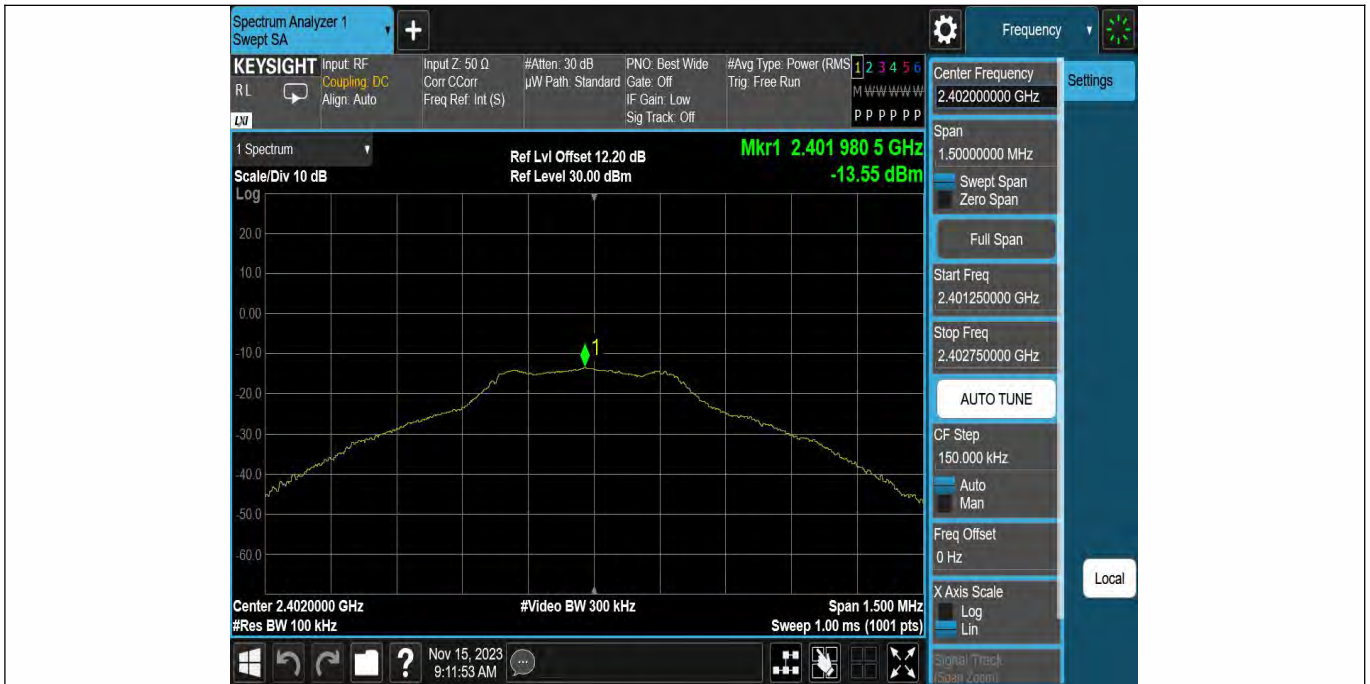 Spectrum Analyzer 1
Swept SA
+
Frequency
KEYSIGHT
RL
LXI
Input: RF
Coupling: DC
Align: Auto
Input Z: 50 Ω
Corr CCorr
Freq Ref: Int (S)
#Atten: 30 dB
µW Path: Standard
PNO: Best Wide
Gate: Off
IF Gain: Low
Sig Track: Off
#Avg Type: Power (RMS
Trig: Free Run
1 2 3 4 5 6
M W W W W W
P P P P P P
1 Spectrum
Scale/Div 10 dB
Log
Ref Lvl Offset 12.20 dB
Ref Level 30.00 dBm
Mkr1 2.401 980 5 GHz
-13.55 dBm
20.0
10.0
0.00
-10.0
-20.0
-30.0
-40.0
-50.0
-60.0
1
Center 2.4020000 GHz
#Res BW 100 kHz
#Video BW 300 kHz
Span 1.500 MHz
Sweep 1.00 ms (1001 pts)
Center Frequency
2.402000000 GHz
Settings
Span
1.50000000 MHz
Swept Span
Zero Span
Full Span
Start Freq
2.401250000 GHz
Stop Freq
2.402750000 GHz
AUTO TUNE
CF Step
150.000 kHz
Auto
Man
Freq Offset
0 Hz
X Axis Scale
Log
Lin
Local
Signal Track
(Span Zoom)
?
Nov 15, 2023
9:11:53 AM